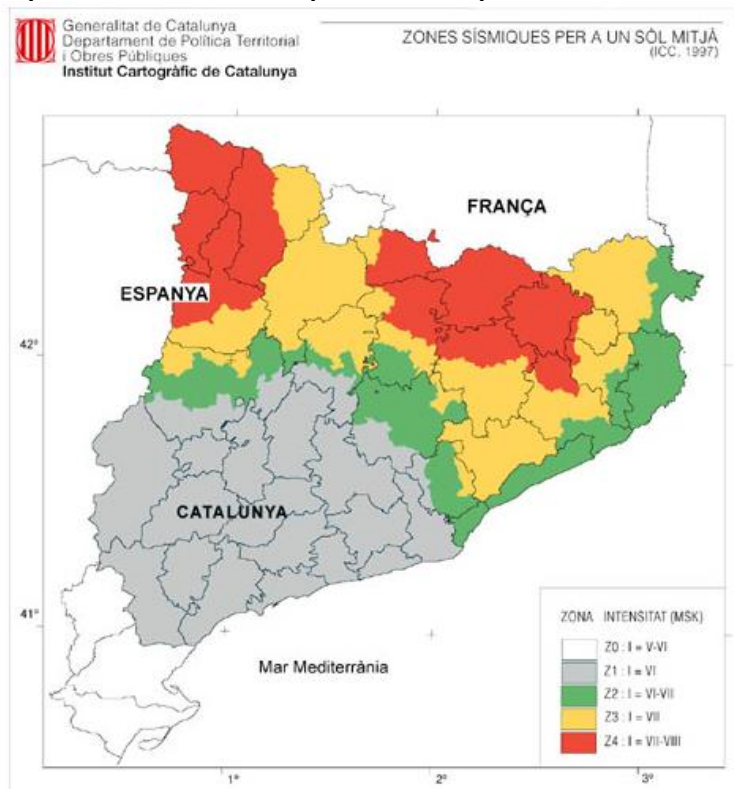 Generalitat de Catalunya
Departament de Política Territorial
i Obres Públiques
Institut Cartogràfic de Catalunya
ZONES SÍSMIQUES PER A UN SÒL MITJÀ
(ICC, 1997)
FRANÇA
ESPANYA
42°
CATALUNYA
41°
Mar Mediterrània
ZONA INTENSITAT (MSK)
Z0 : I = V-VI
Z1 : I = VI
Z2 : I = VI-VII
Z3 : I = VII
Z4 : I = VII-VIII
1° 2° 3°